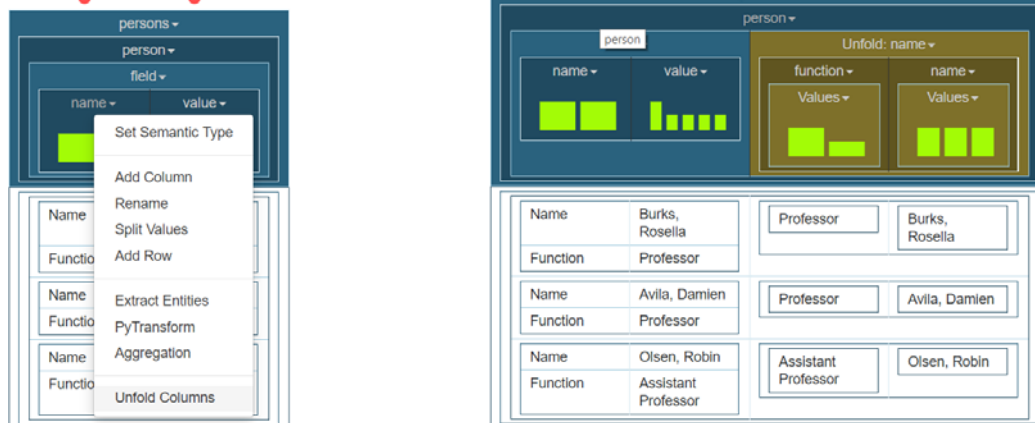 persons
person
field
name value
Set Semantic Type
Add Column
Rename
Split Values
Add Row
Extract Entities
PyTransform
Aggregation
Unfold Columns
Name
Functio
Name
Functio
Name
Functio
person
person
Unfold: name
name value function name
Values Values
Name Burks, Rosella Professor Burks, Rosella
Function Professor
Name Avila, Damien Professor Avila, Damien
Function Professor
Name Olsen, Robin Assistant Professor Olsen, Robin
Function Assistant Professor